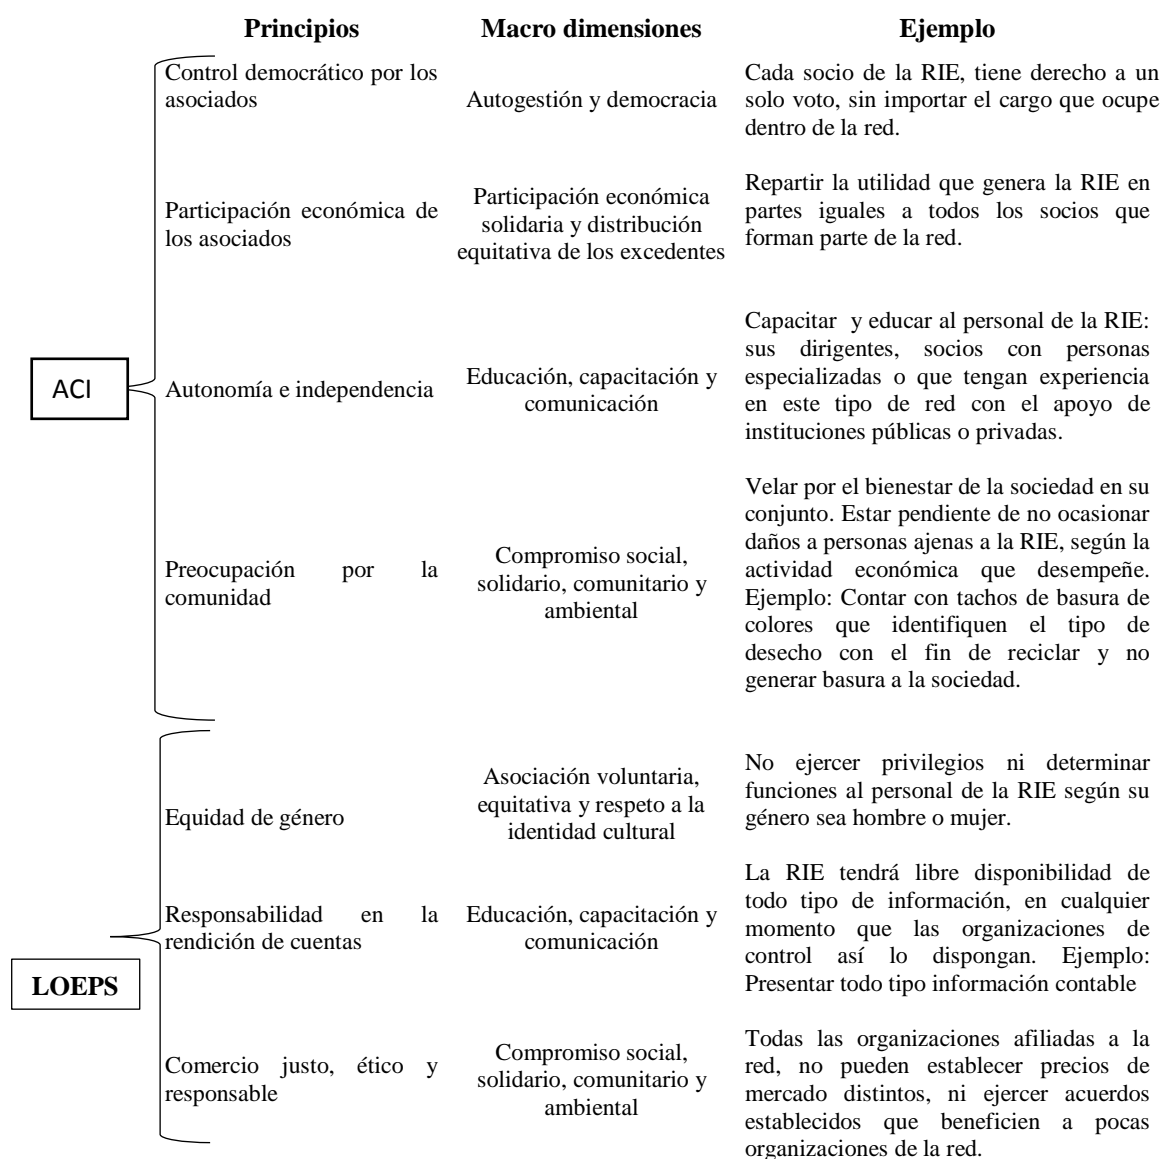 Principios Macro dimensiones Ejemplo
Control democrático por los
asociados
Autogestión y democracia
Cada socio de la RIE, tiene derecho a un
solo voto, sin importar el cargo que ocupe
dentro de la red.
Participación económica de
los asociados
Participación económica
solidaria y distribución
equitativa de los excedentes
Repartir la utilidad que genera la RIE en
partes iguales a todos los socios que
forman parte de la red.
ACI
Autonomía e independencia
Educación, capacitación y
comunicación
Capacitar y educar al personal de la RIE:
sus dirigentes, socios con personas
especializadas o que tengan experiencia
en este tipo de red con el apoyo de
instituciones públicas o privadas.
Preocupación por la
comunidad
Compromiso social,
solidario, comunitario y
ambiental
Velar por el bienestar de la sociedad en su
conjunto. Estar pendiente de no ocasionar
daños a personas ajenas a la RIE, según la
actividad económica que desempeñe.
Ejemplo: Contar con tachos de basura de
colores que identifiquen el tipo de
desecho con el fin de reciclar y no
generar basura a la sociedad.
Equidad de género
Asociación voluntaria,
equitativa y respeto a la
identidad cultural
No ejercer privilegios ni determinar
funciones al personal de la RIE según su
género sea hombre o mujer.
LOEPS
Responsabilidad en la
rendición de cuentas
Educación, capacitación y
comunicación
La RIE tendrá libre disponibilidad de
todo tipo de información, en cualquier
momento que las organizaciones de
control así lo dispongan. Ejemplo:
Presentar todo tipo información contable
Comercio justo, ético y
responsable
Compromiso social,
solidario, comunitario y
ambiental
Todas las organizaciones afiliadas a la
red, no pueden establecer precios de
mercado distintos, ni ejercer acuerdos
establecidos que beneficien a pocas
organizaciones de la red.